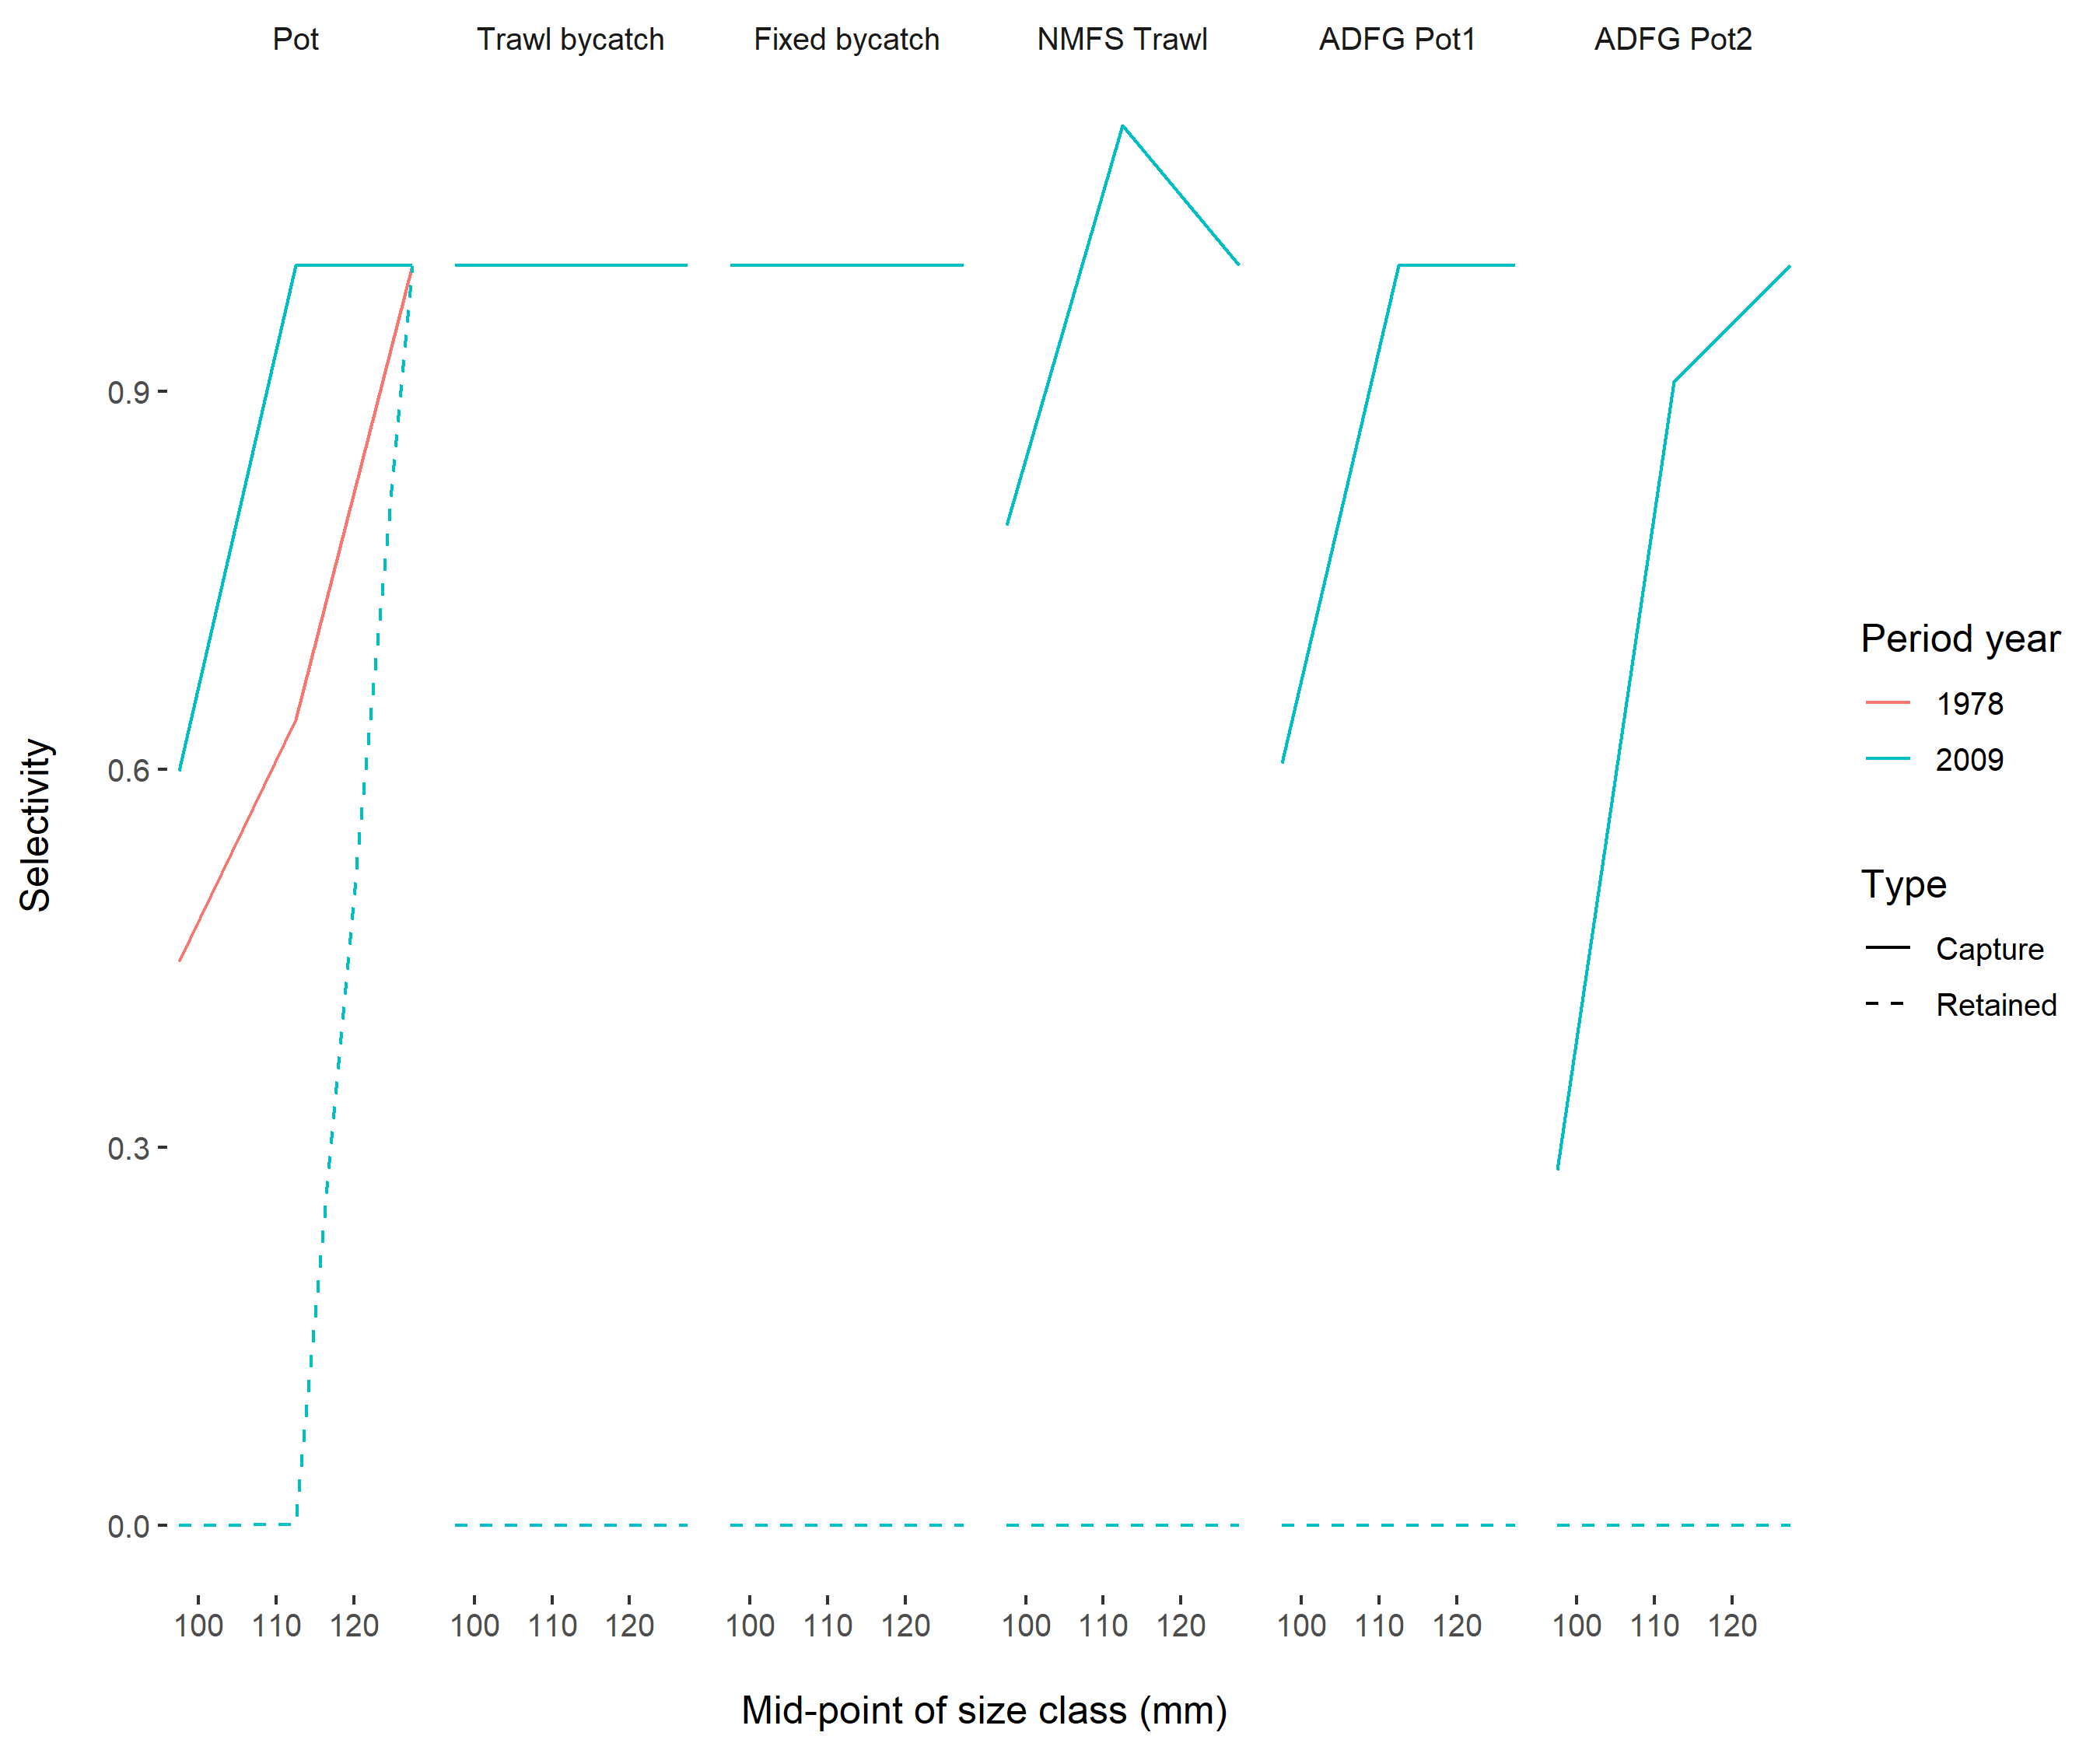 Pot Trawl bycatch Fixed bycatch NMFS Trawl ADFG Pot1 ADFG Pot2
0.9
0.6
0.3
0.0
Selectivity
100 110 120 100 110 120 100 110 120 100 110 120 100 110 120 100 110 120
Mid-point of size class (mm)
Period year
1978
2009
Type
Capture
Retained